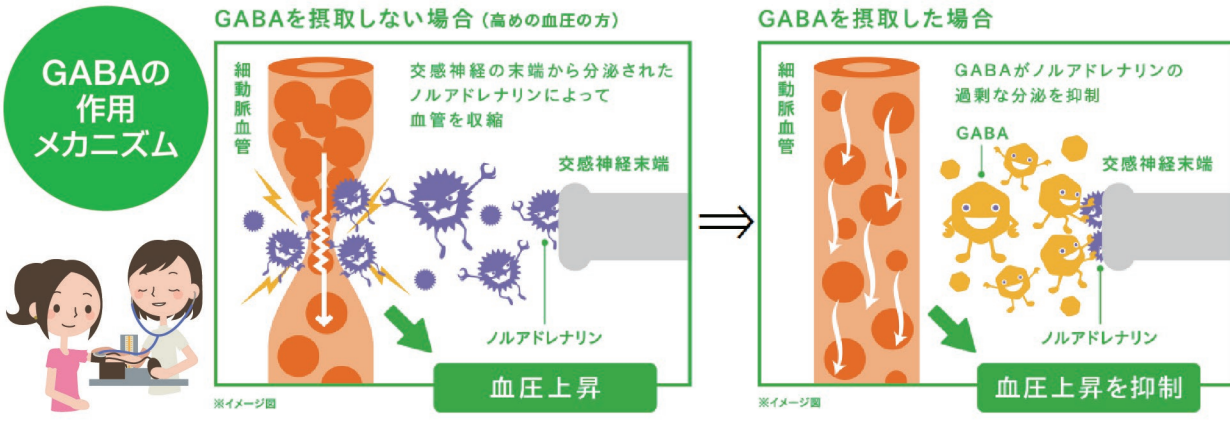 GABAの
作用
メカニズム
GABAを摂取しない場合（高めの血圧の方）
細動脈血管
交感神経の末端から分泌された
ノルアドレナリンによって
血管を収縮
交感神経末端
ノルアドレナリン
血圧上昇
※イメージ図
⇒
GABAを摂取した場合
細動脈血管
GABAがノルアドレナリンの
過剰な分泌を抑制
GABA
交感神経末端
ノルアドレナリン
血圧上昇を抑制
※イメージ図